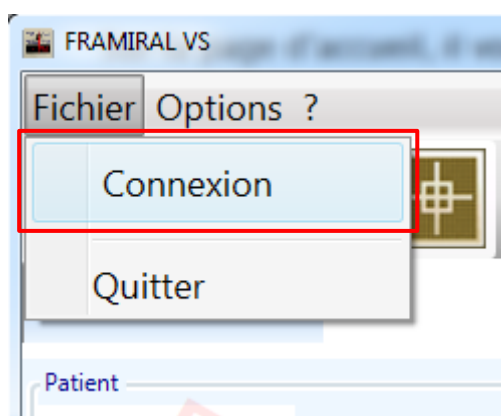 FRAMIRAL VS
Fichier Options ?
Connexion
Quitter
Patient